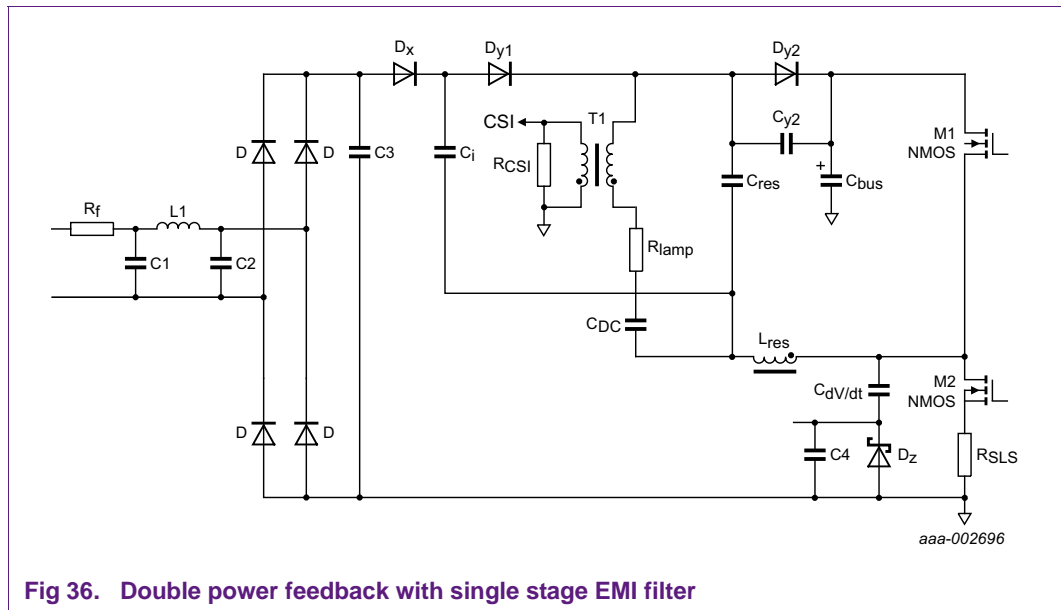 Dx
Dy1
Dy2
CSI
T1
Cy2
M1
NMOS
D
D
C3
Ci
RCSI
Cres
+
Cbus
Rf
L1
Rlamp
C1
C2
CDC
Lres
M2
NMOS
CdV/dt
D
D
C4
Dz
RSLS
aaa-002696
Fig 36. Double power feedback with single stage EMI filter